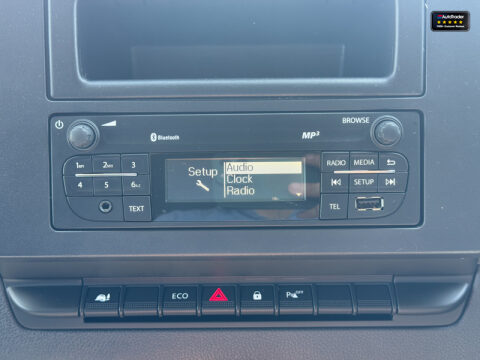 AutoTrader
BROWSE
Bluetooth
MP3
1
2
3
RADIO
MEDIA
Setup
Audio
Clock
Radio
4
5
6
SETUP
TEXT
TEL
ECO
OFF